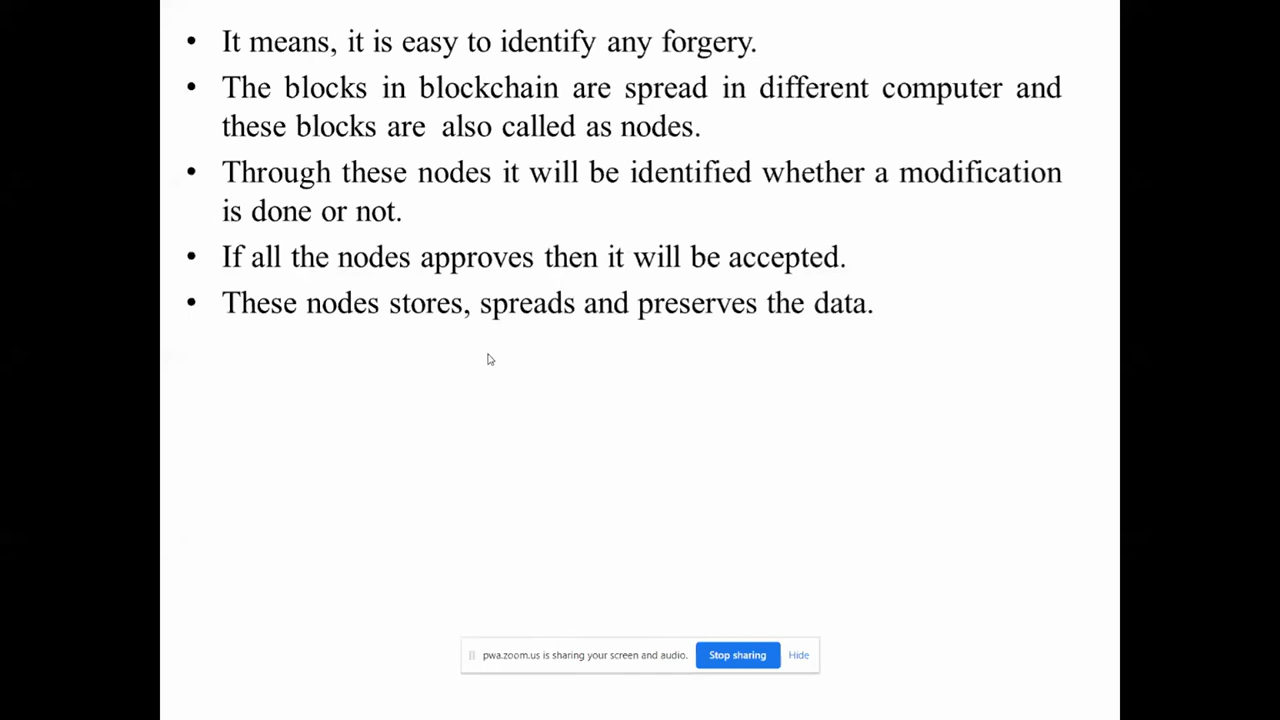 • It means, it is easy to identify any forgery.
• The blocks in blockchain are spread in different computer and
these blocks are also called as nodes.
• Through these nodes it will be identified whether a modification
is done or not.
• If all the nodes approves then it will be accepted.
• These nodes stores, spreads and preserves the data.
pwa.zoom.us is sharing your screen and audio. Stop sharing Hide